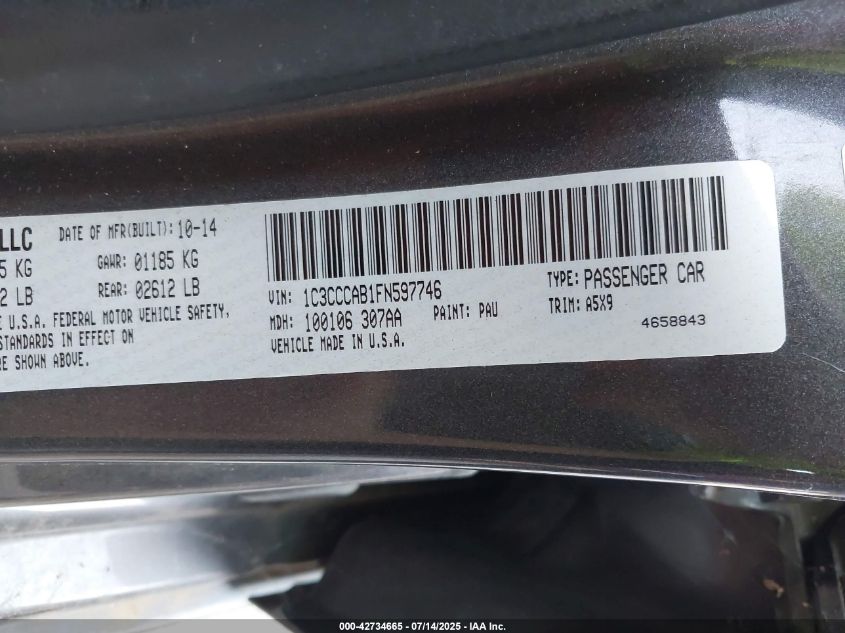 LLC DATE OF MFR(BUILT): 10-14
5 KG GAWR: 01185 KG
2 LB REAR: 02612 LB
E U.S.A. FEDERAL MOTOR VEHICLE SAFETY,
STANDARDS IN EFFECT ON
RE SHOWN ABOVE.
VIN: 1C3CCCAB1FN597746
TYPE: PASSENGER CAR
MDH: 100106 307AA PAINT: PAU
TRIM: A5X9
VEHICLE MADE IN U.S.A.
4658843
000-42734665 - 07/14/2025 - IAA Inc.